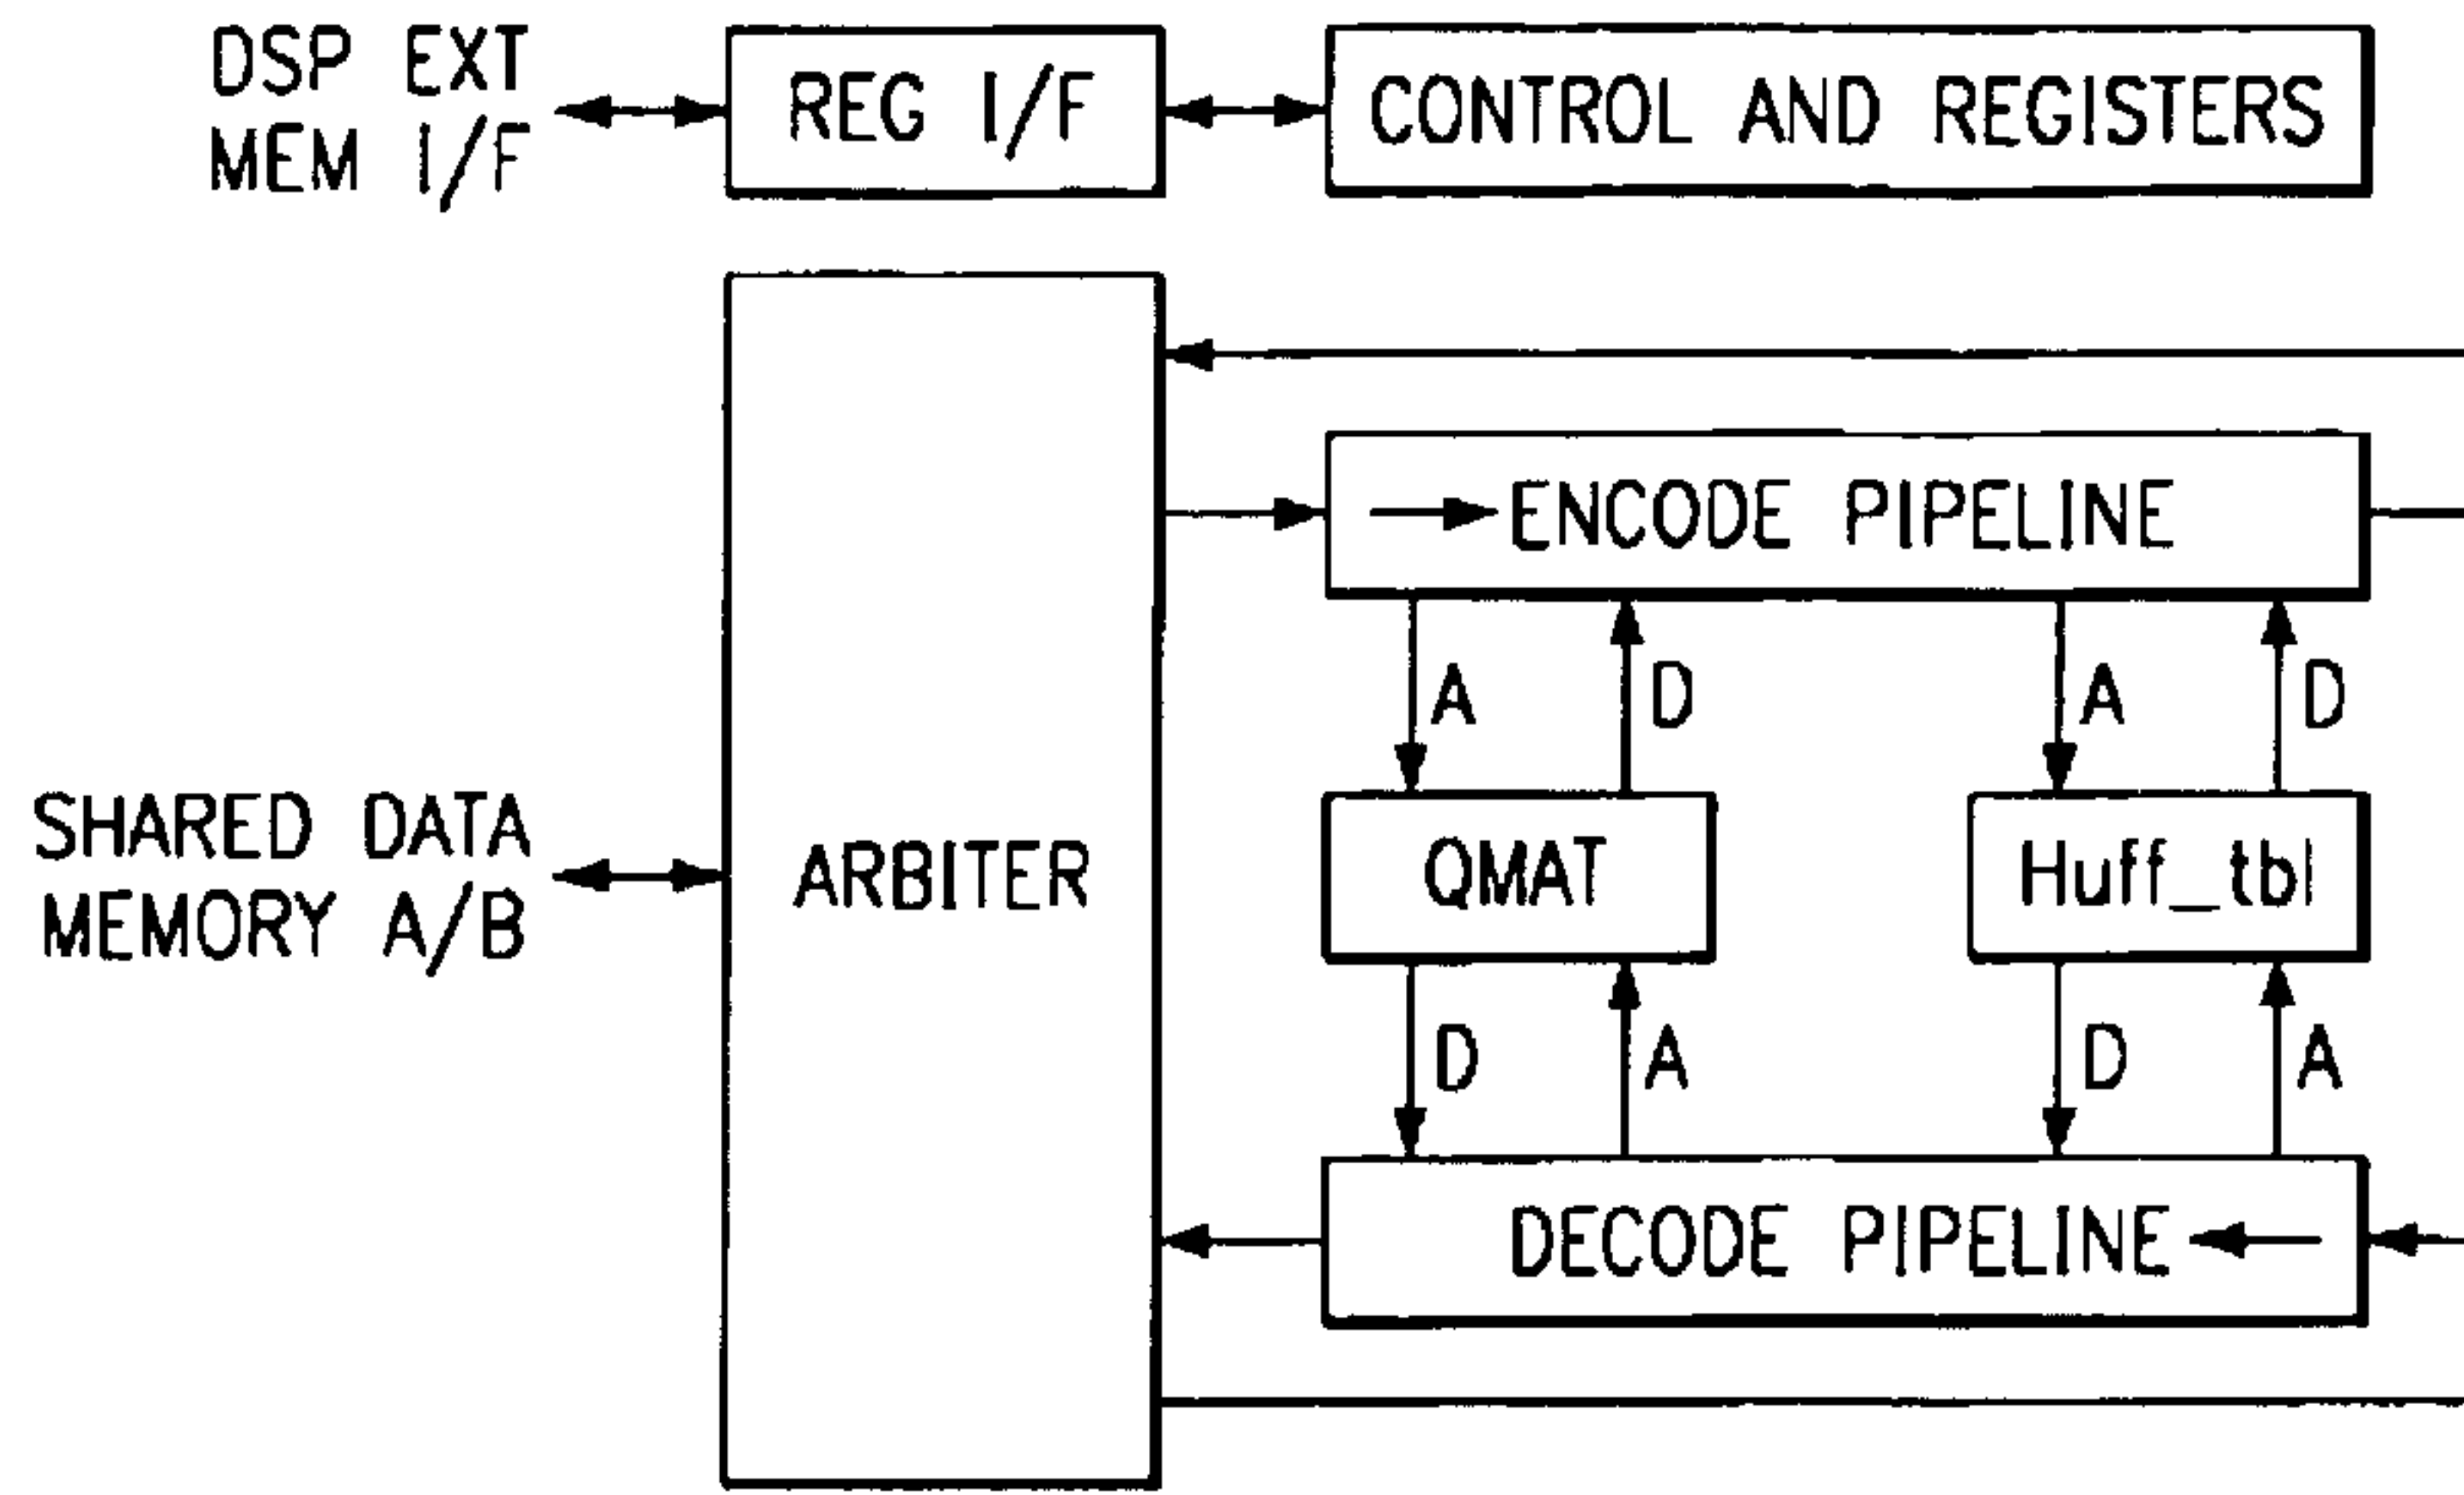 DSP EXT
MEM I/F
REG I/F
CONTROL AND REGISTERS
ENCODE PIPELINE
A
D
A
D
SHARED DATA
MEMORY A/B
ARBITER
QMAT
Huff_tbl
D
A
D
A
DECODE PIPELINE